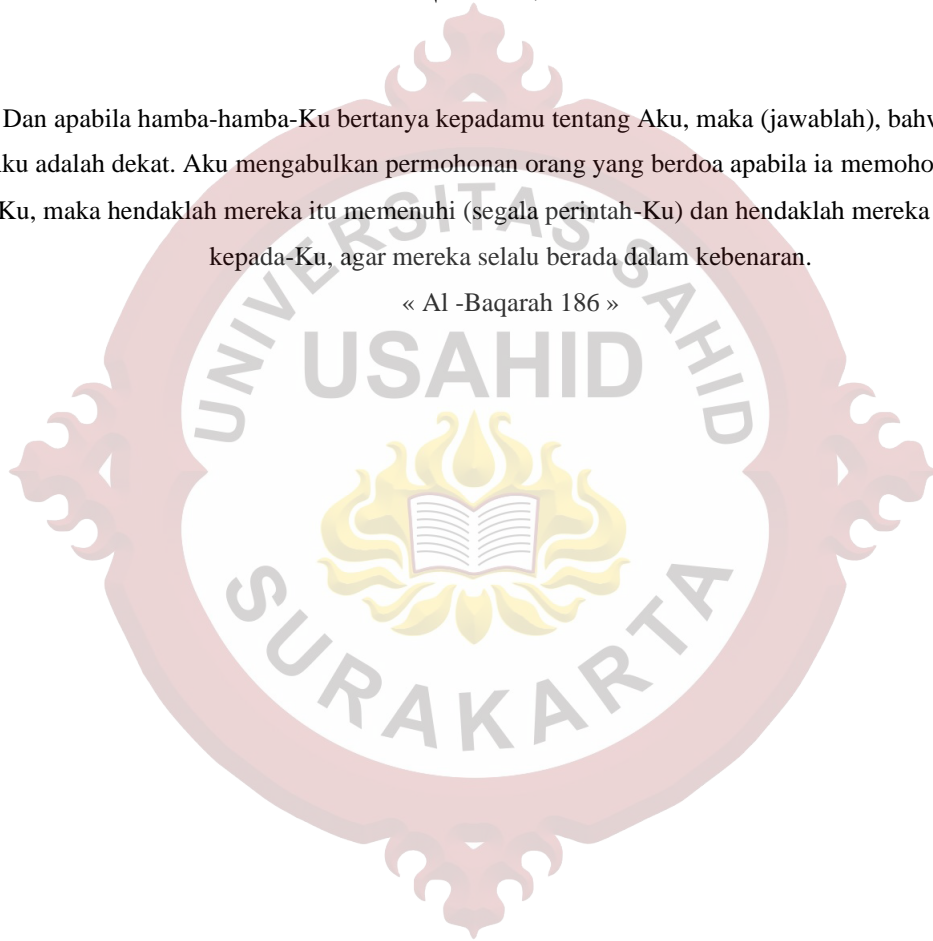 Dan apabila hamba-hamba-Ku bertanya kepadamu tentang Aku, maka (jawablah),
adalah dekat. Aku mengabulkan permohonan orang yang berdoa apabila ia
maka hendaklah mereka itu memenuhi (segala perintah-Ku) dan hendaklah mereka
kepada-Ku, agar mereka selalu berada dalam kebenaran.
« Al -Baqarah 186 »
UNIVERSITAS SAHID
USAHID
SURAKARTA